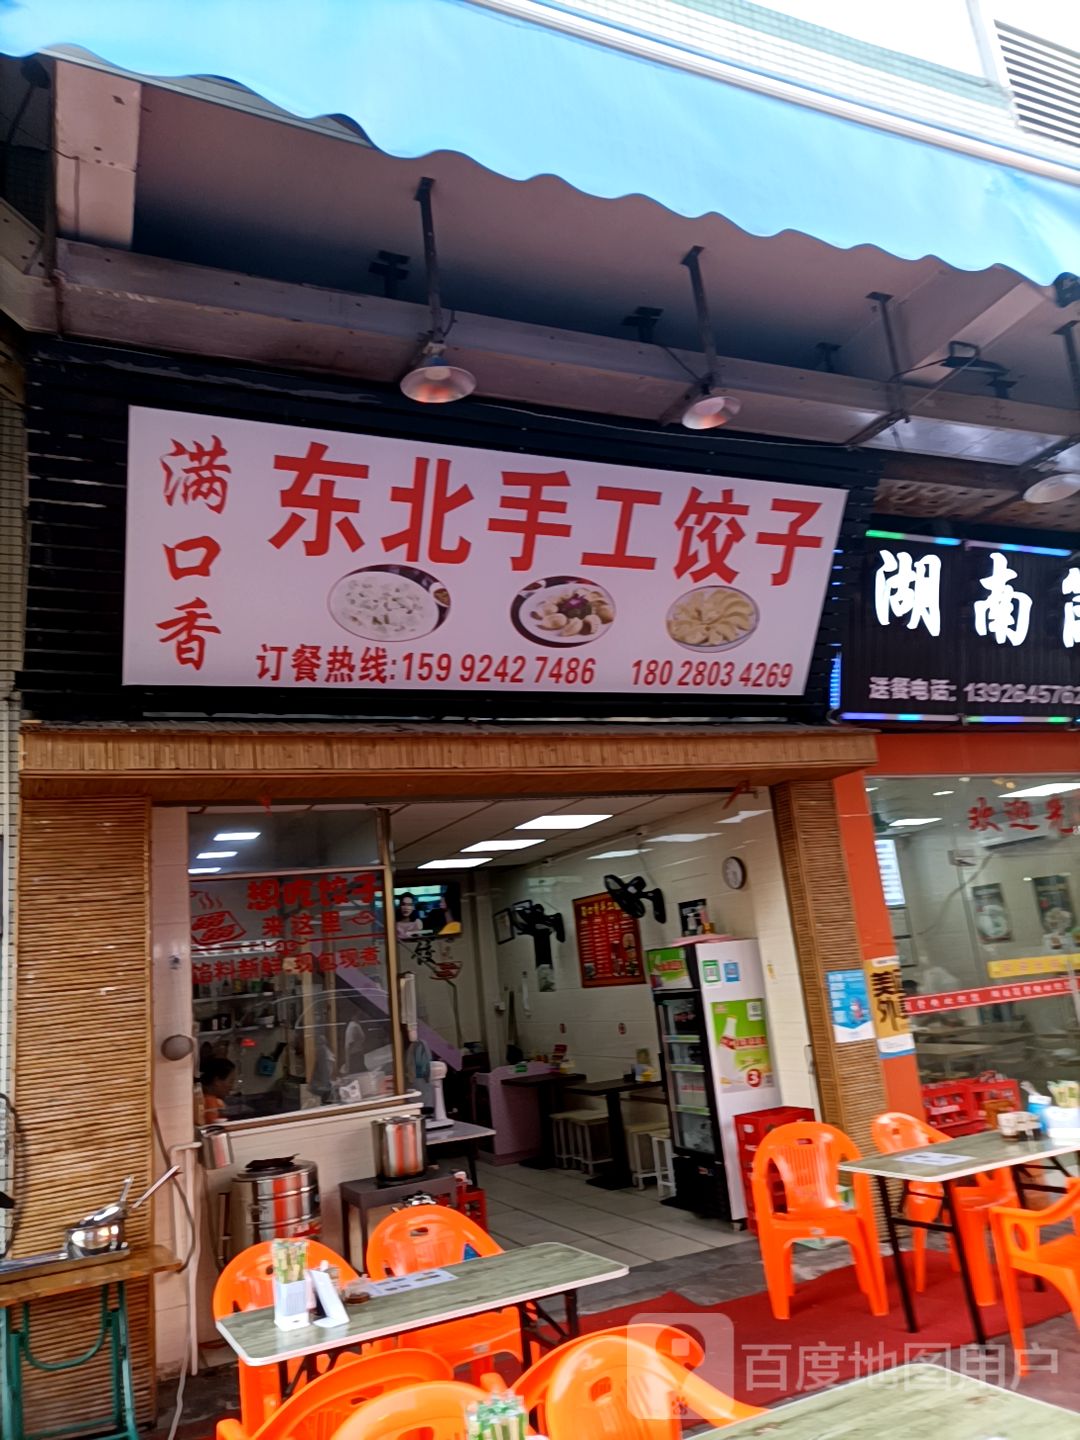 满口香
东北手工饺子
订餐热线:159 9242 7486 180 2803 4269
湖南
送餐电话: 1392645762
欢迎光
想吃饺子
来这里
馅料新鲜 现包现煮
美
百度地图用户